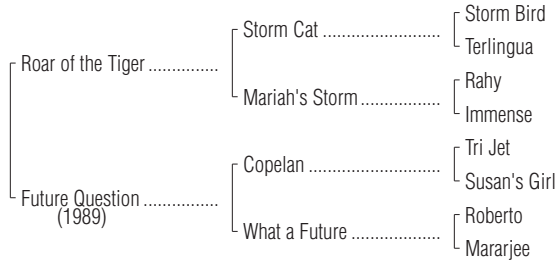 Storm Bird
Storm Cat ........................
Terlingua
Roar of the Tiger ..............
Rahy
Mariah's Storm ................
Immense
Tri Jet
Copelan ...........................
Susan's Girl
Future Question ...............
(1989)
Roberto
What a Future ..................
Mararjee